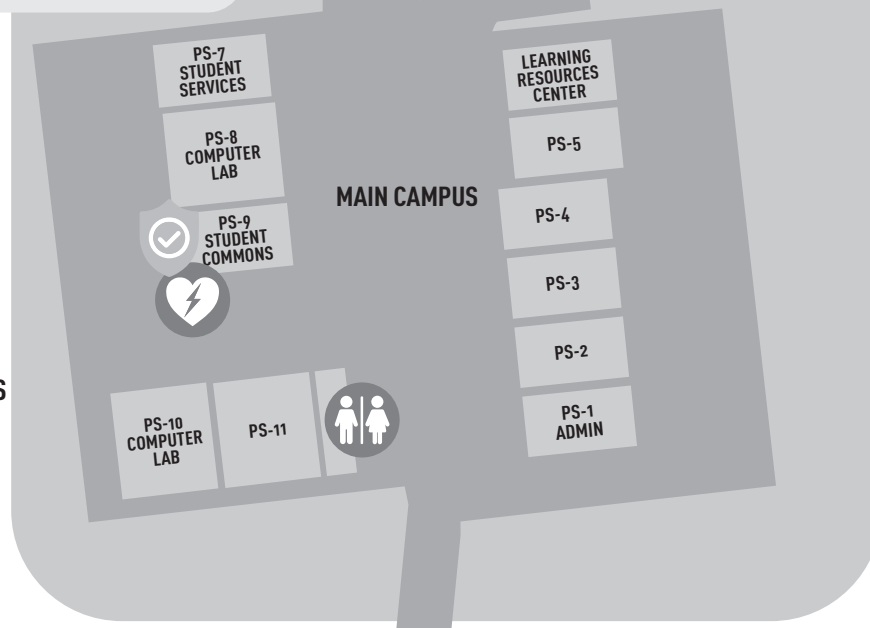 PS-7
STUDENT
SERVICES
PS-8
COMPUTER
LAB
PS-9
STUDENT
COMMONS
MAIN CAMPUS
LEARNING
RESOURCES
CENTER
PS-5
PS-4
PS-3
PS-2
PS-1
ADMIN
S
PS-10
COMPUTER
LAB
PS-11